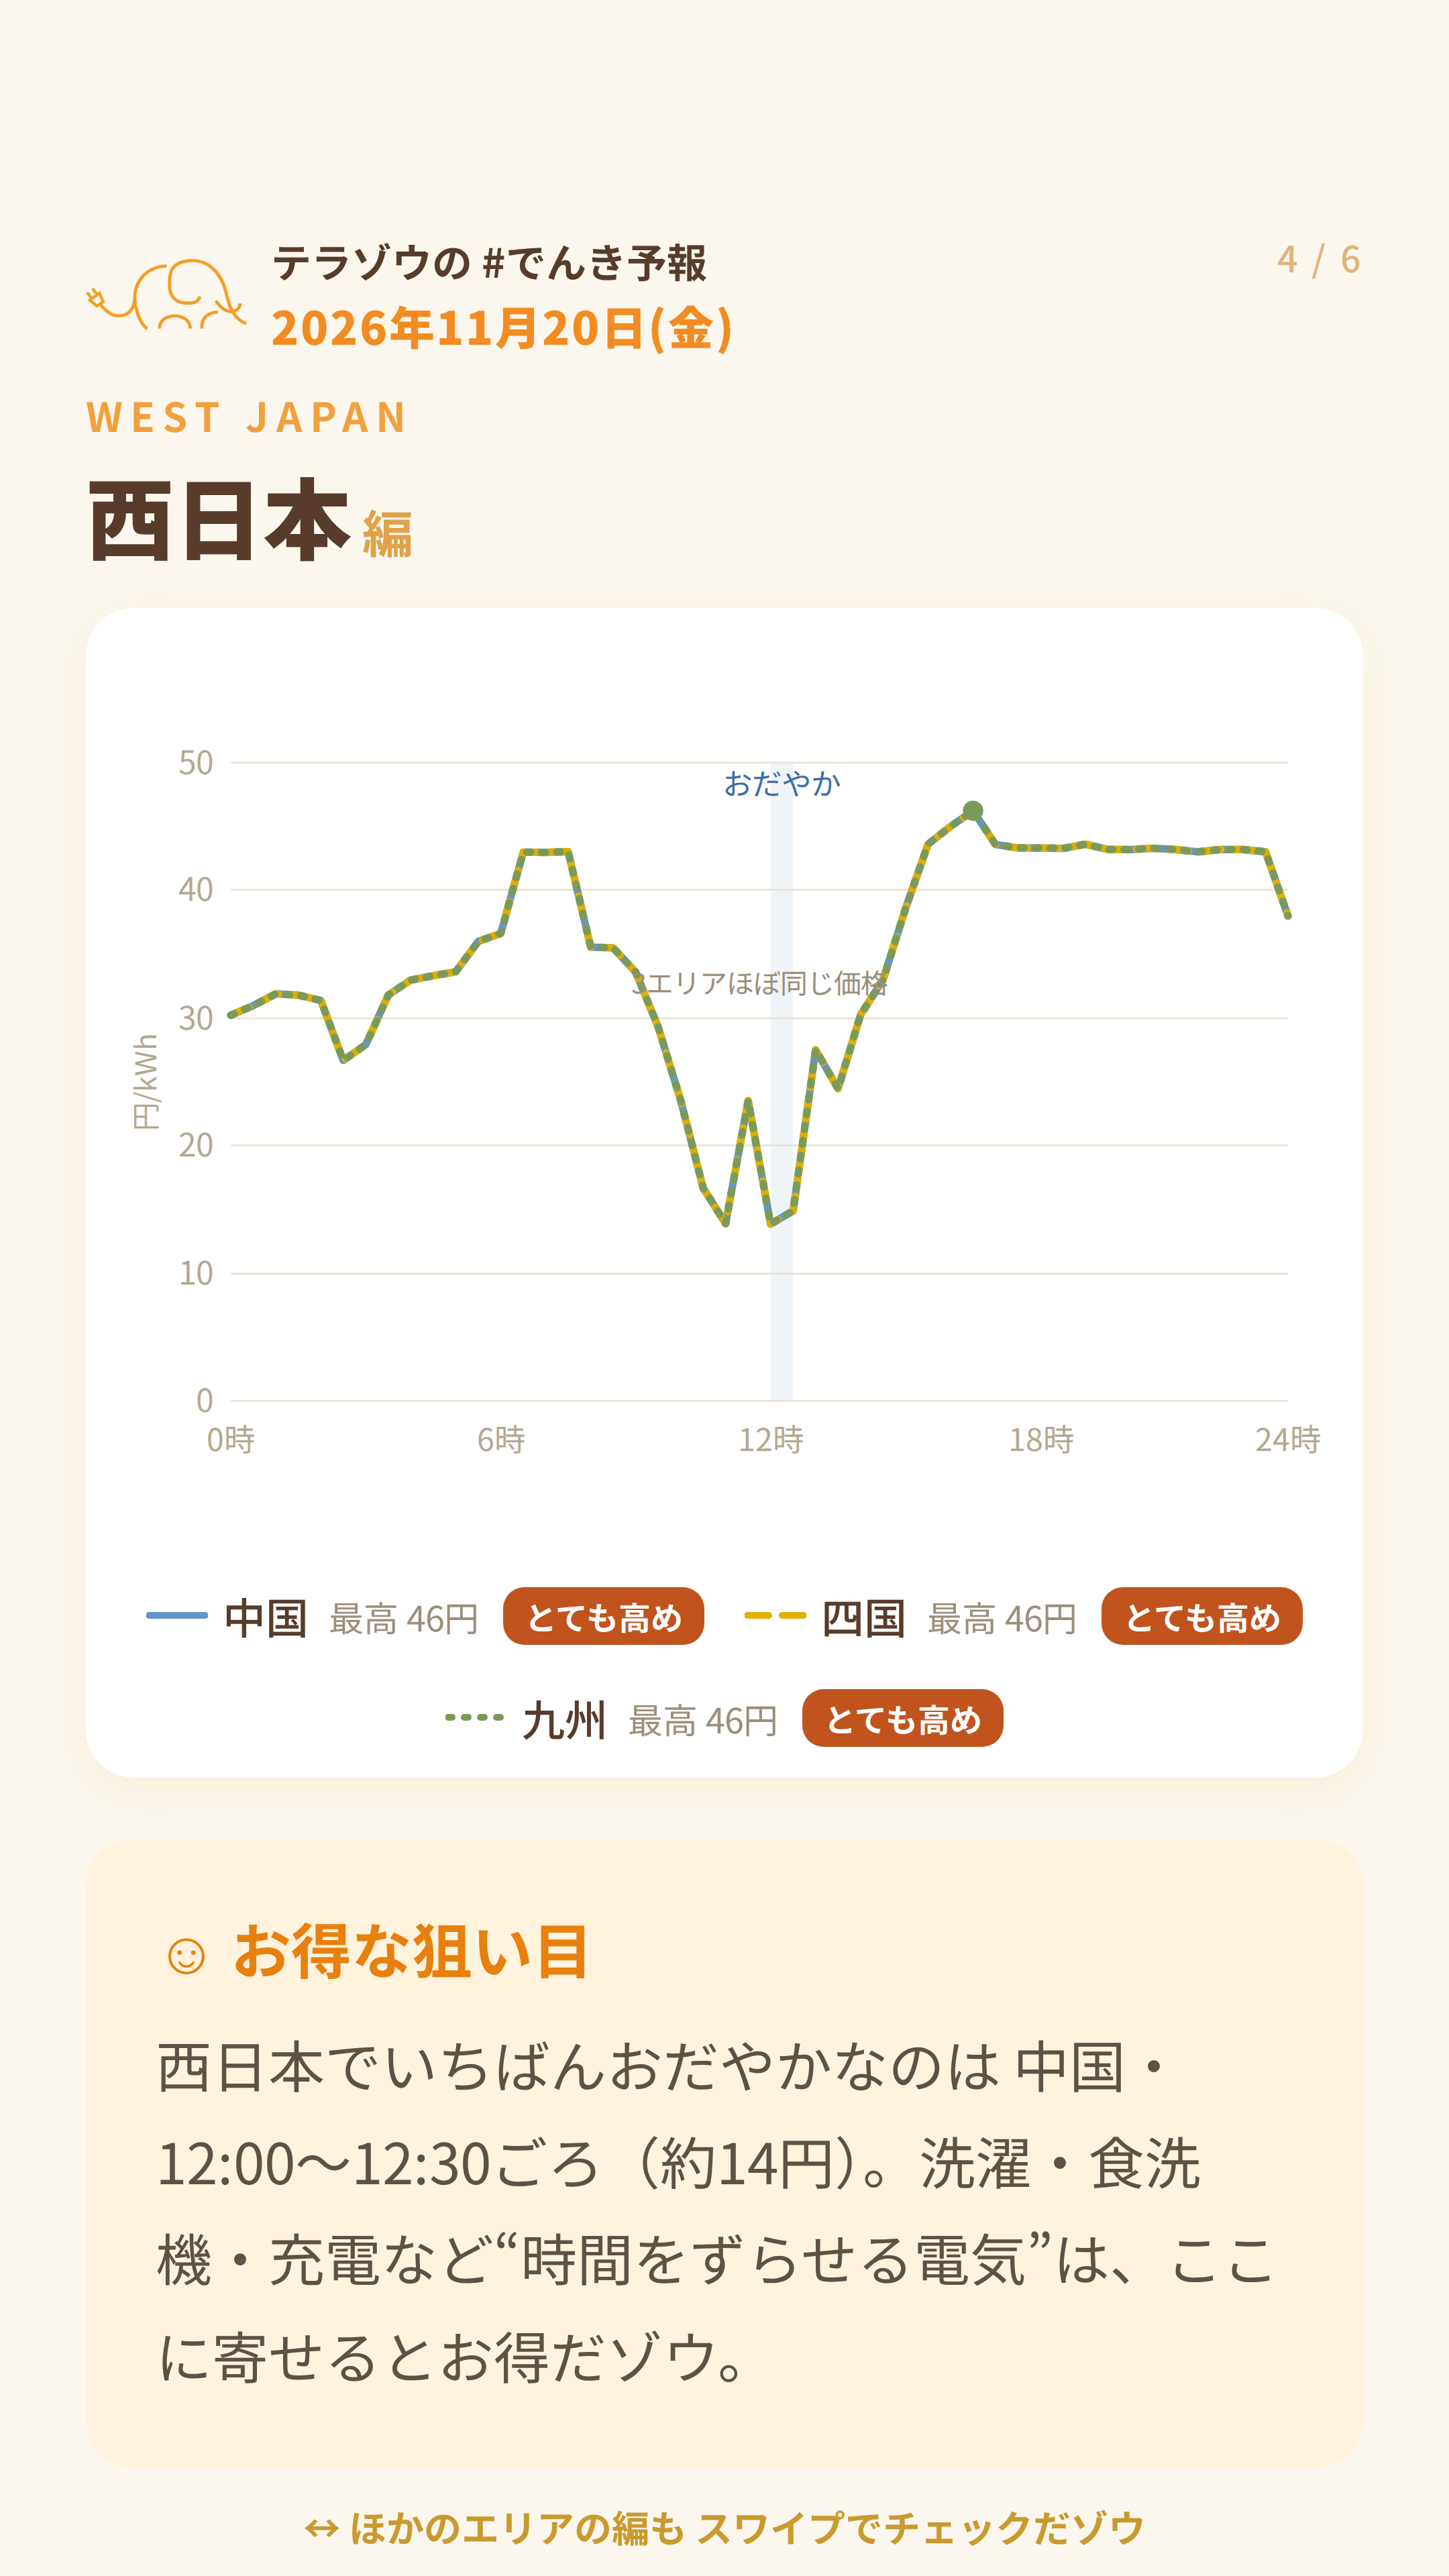 テラゾウの #でんき予報
2026年11月20日(金)
4 / 6
WEST JAPAN
西日本 編
50
おだやか
40
3エリアほぼ同じ価格
30
円/kWh
20
10
0
0時 6時 12時 18時 24時
中国 最高 46円 とても高め 四国 最高 46円 とても高め
九州 最高 46円 とても高め
☺ お得な狙い目
西日本でいちばんおだやかなのは 中国・
12:00〜12:30ごろ（約14円）。洗濯・食洗
機・充電など“時間をずらせる電気”は、ここ
に寄せるとお得だゾウ。
↔ ほかのエリアの編も スワイプでチェックだゾウ